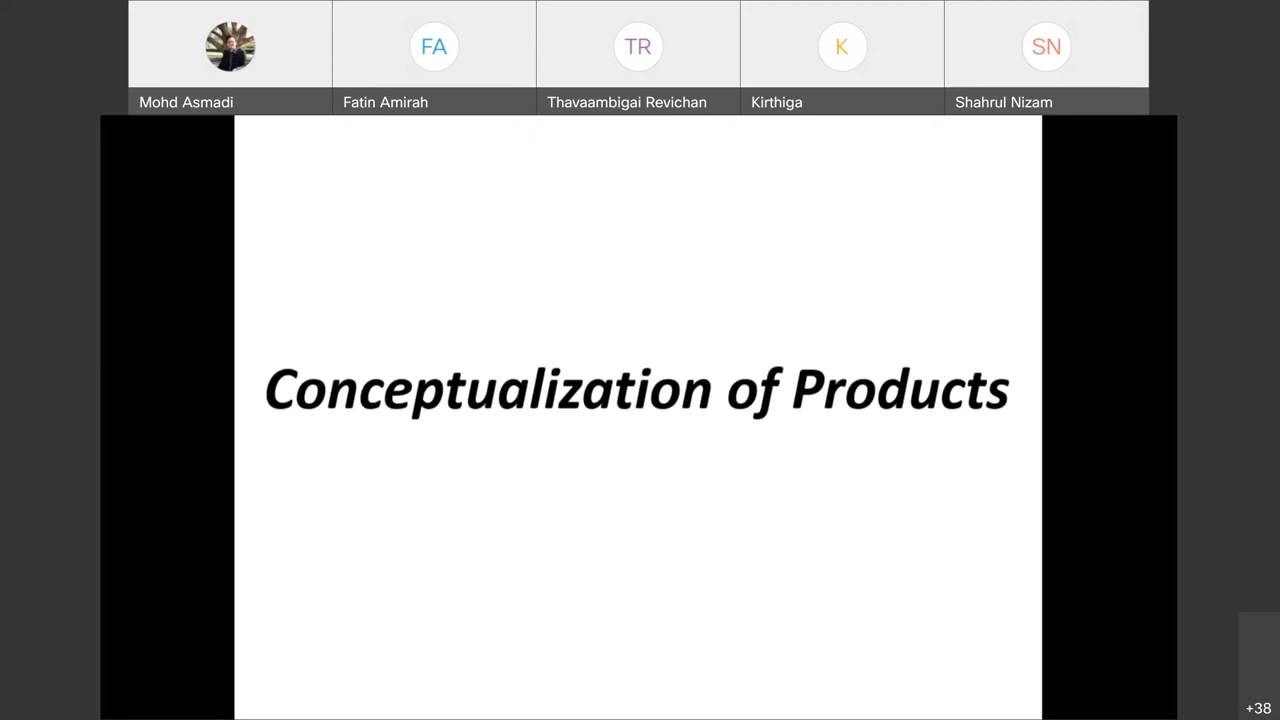 FA
TR
K
SN
Mohd Asmadi
Fatin Amirah
Thavaambigai Revichan
Kirthiga
Shahrul Nizam
Conceptualization of Products
+38